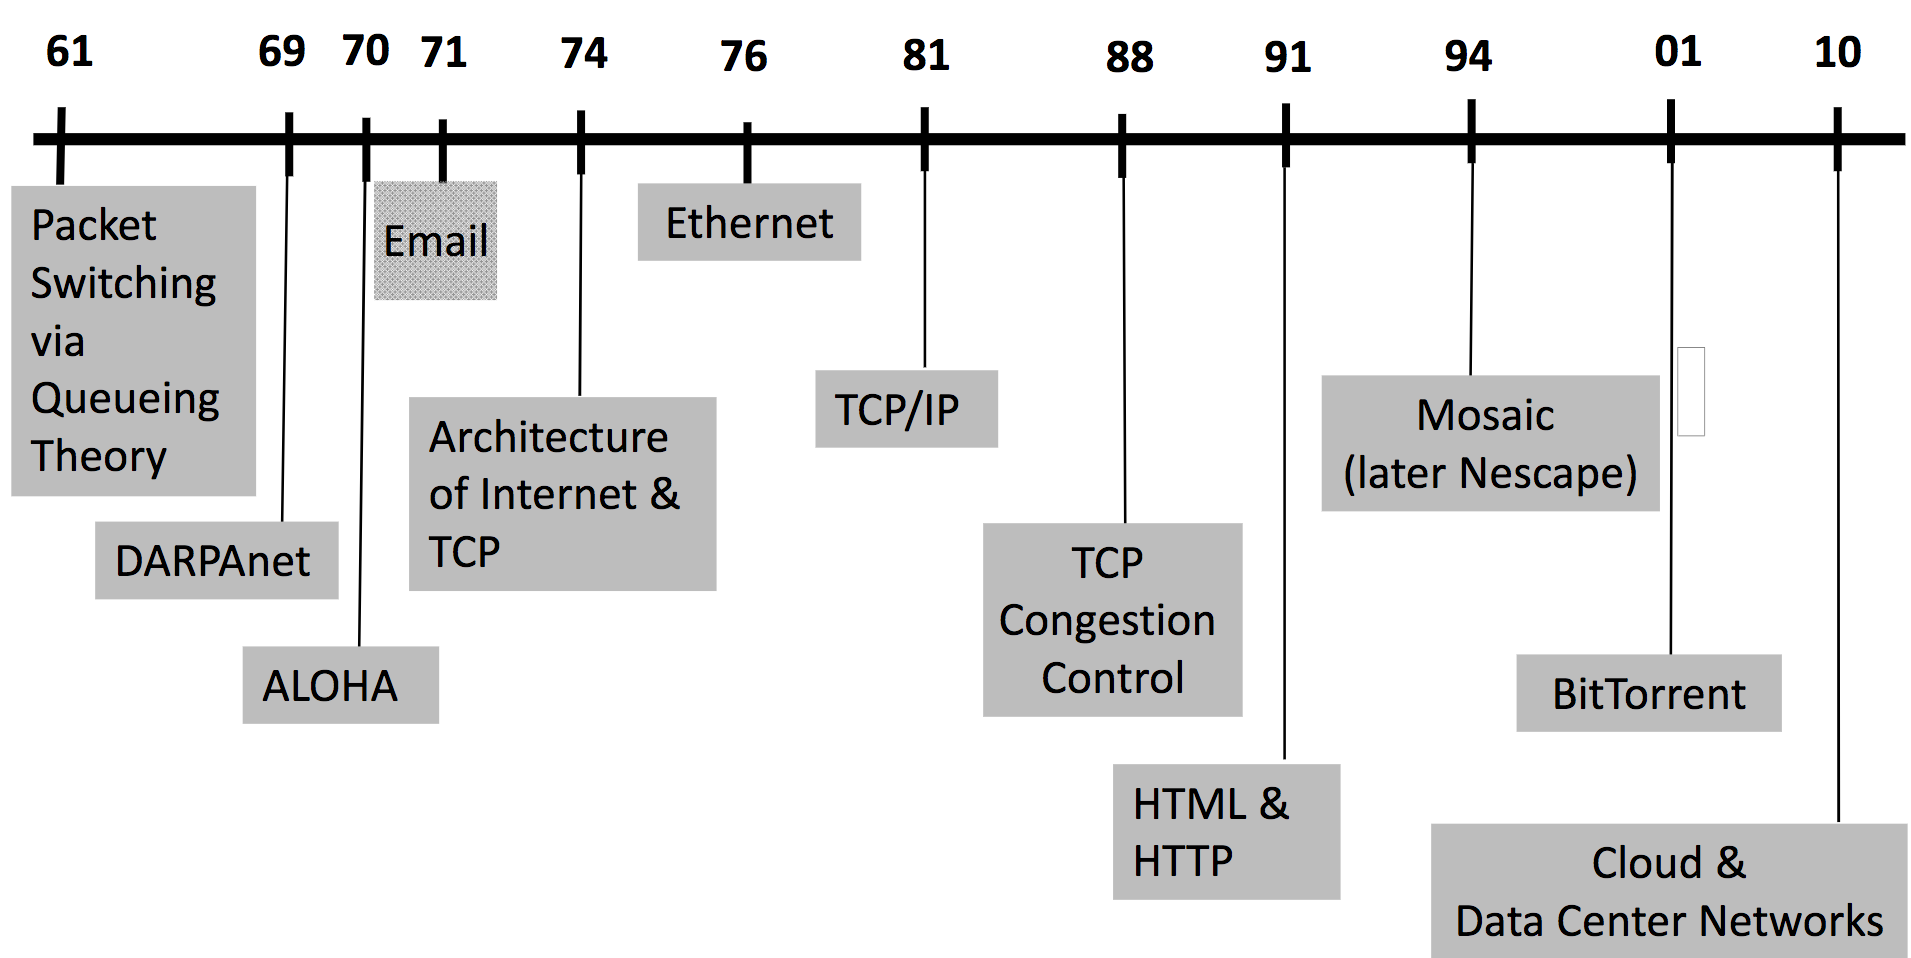 61 69 70 71 74 76 81 88 91 94 01 10
Packet
Switching
via
Queueing
Theory
DARPAnet
ALOHA
Email
Architecture
of Internet &
TCP
Ethernet
TCP/IP
TCP
Congestion
Control
HTML &
HTTP
Mosaic
(later Nescape)
BitTorrent
Cloud &
Data Center Networks